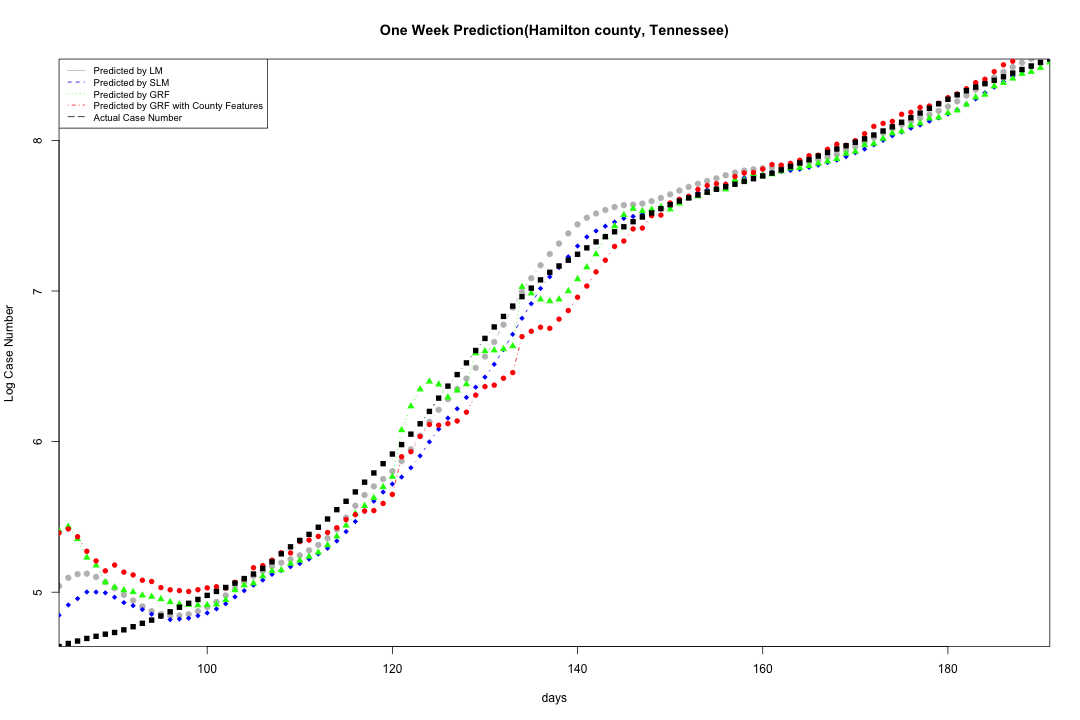 One Week Prediction(Hamilton county, Tennessee)
Predicted by LM
Predicted by SLM
Predicted by GRF
Predicted by GRF with County Features
Actual Case Number
Log Case Number
8
7
6
5
100 120 140 160 180
days